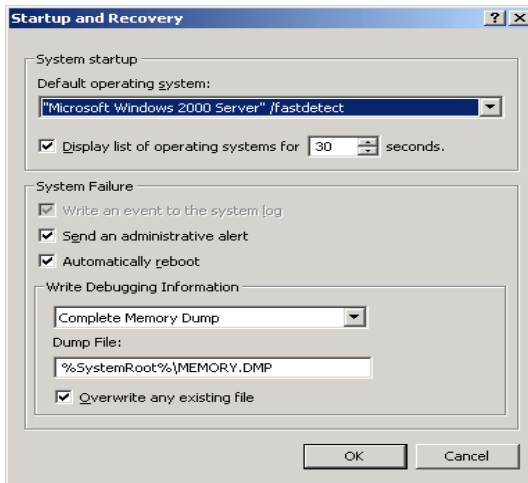 Startup and Recovery
System startup
Default operating system:
"Microsoft Windows 2000 Server" /fastdetect
Display list of operating systems for 30 seconds.
System Failure
Write an event to the system log
Send an administrative alert
Automatically reboot
Write Debugging Information
Complete Memory Dump
Dump File:
%SystemRoot%\MEMORY.DMP
Overwrite any existing file
OK Cancel